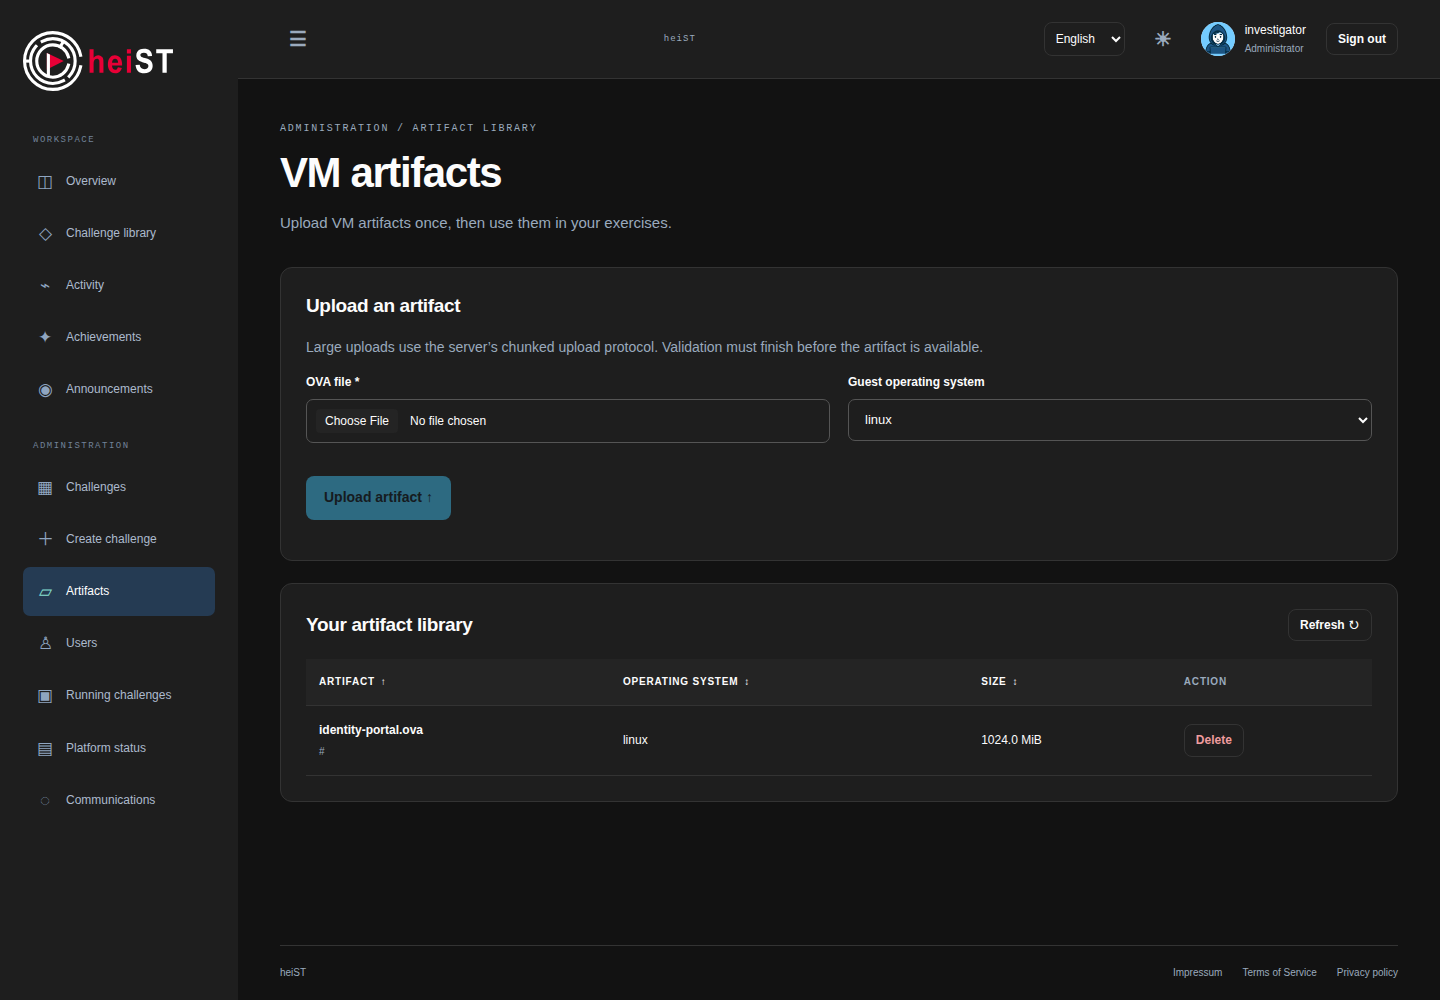 heiST
WORKSPACE
Overview
Challenge library
Activity
Achievements
Announcements
ADMINISTRATION
Challenges
Create challenge
Artifacts
Users
Running challenges
Platform status
Communications
heiST
English
investigator
Administrator
Sign out
ADMINISTRATION / ARTIFACT LIBRARY
VM artifacts
Upload VM artifacts once, then use them in your exercises.
Upload an artifact
Large uploads use the server’s chunked upload protocol. Validation must finish before the artifact is available.
OVA file *
Guest operating system
Choose File No file chosen
linux
Upload artifact ↑
Your artifact library
Refresh ↻
ARTIFACT ↑ OPERATING SYSTEM ↕ SIZE ↕ ACTION
identity-portal.ova
#
linux
1024.0 MiB
Delete
heiST
Impressum Terms of Service Privacy policy